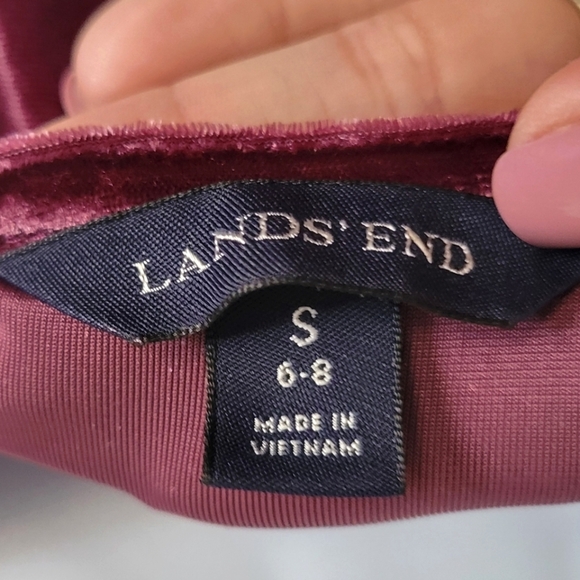 LANDS' END
S
6-8
MADE IN
VIETNAM